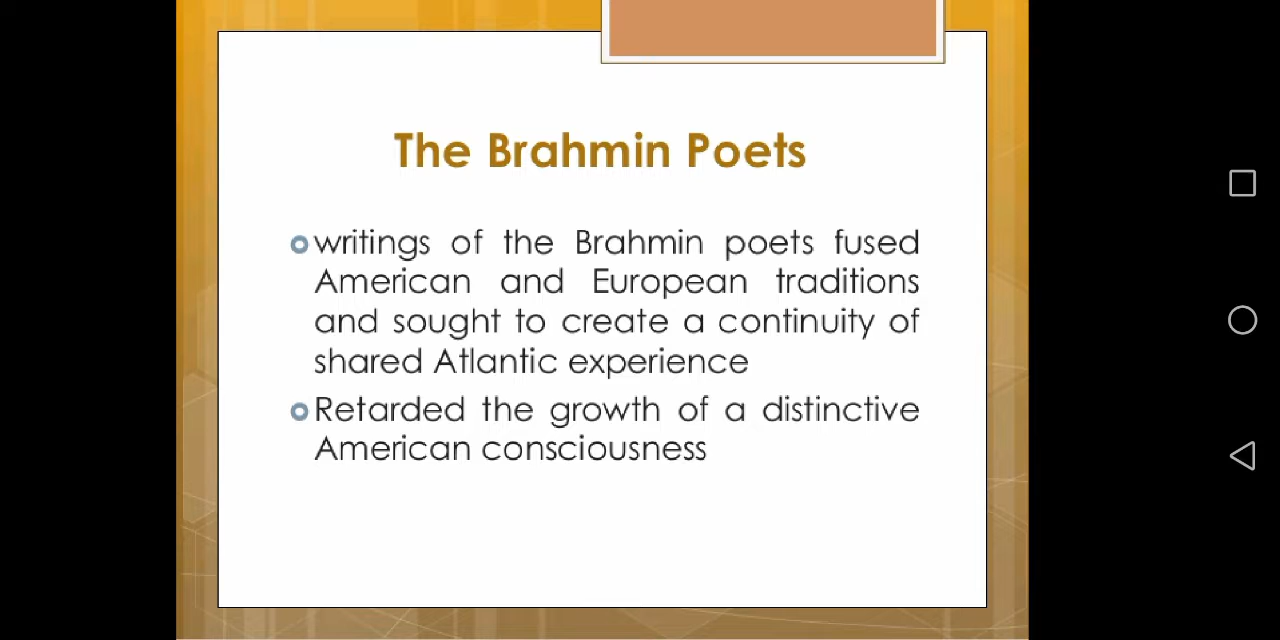 The Brahmin Poets
writings of the Brahmin poets fused
American and European traditions
and sought to create a continuity of
shared Atlantic experience
Retarded the growth of a distinctive
American consciousness